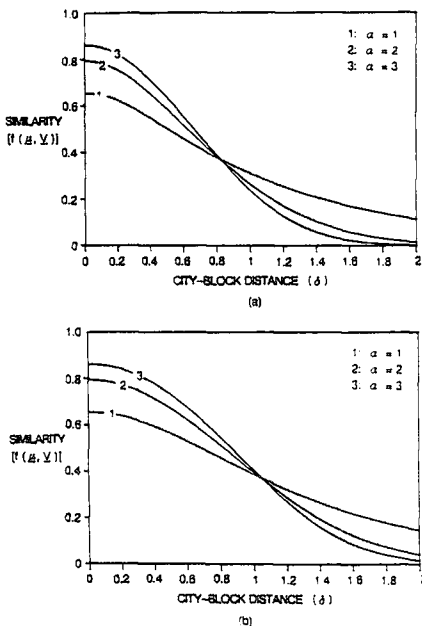 1.0
1: α = 1
2: α = 2
3: α = 3
3
2
1
0.8
0.6
SIMILARITY
[f (μ, V)]
0.4
0.2
0
0 0.2 0.4 0.6 0.8 1 1.2 1.4 1.6 1.8 2
CITY-BLOCK DISTANCE (δ)
(a)
1.0
1: α = 1
2: α = 2
3: α = 3
3
2
1
0.8
0.6
SIMILARITY
[f (μ, V)]
0.4
0.2
0
0 0.2 0.4 0.6 0.8 1 1.2 1.4 1.6 1.8 2
CITY-BLOCK DISTANCE (δ)
(b)